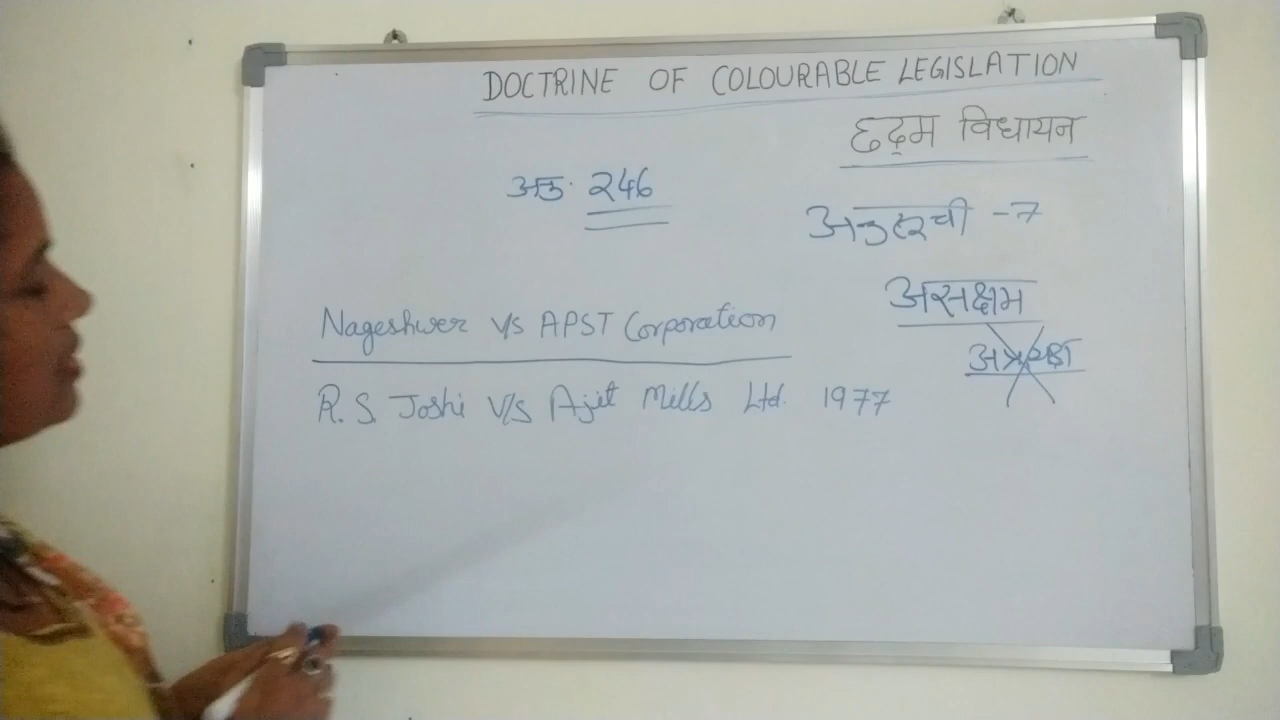 DOCTRINE OF COLOURABLE LEGISLATION
छद्म विधायन
अनु. 246
अनुसूची -7
असक्षम
Nageshwer v/s APST Corporation
R.S. Joshi V/s Ajit Mills Ltd. 1977